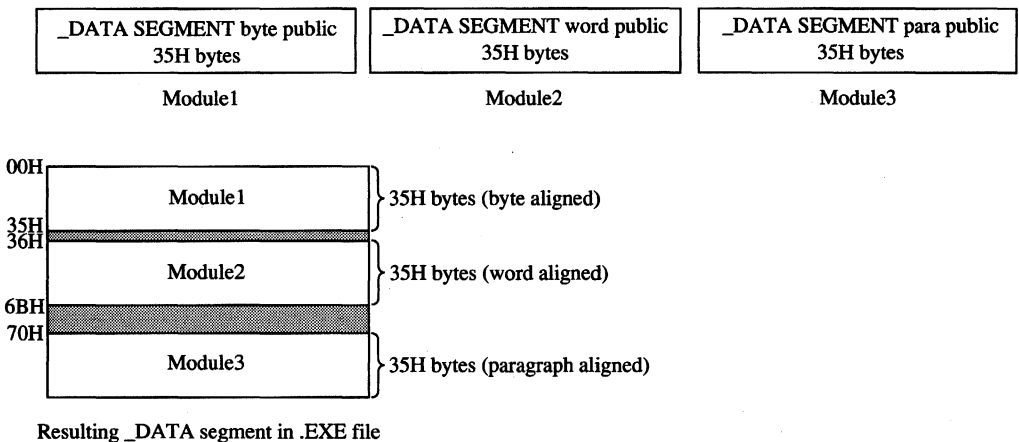 _DATA SEGMENT byte public
35H bytes
_DATA SEGMENT word public
35H bytes
_DATA SEGMENT para public
35H bytes
Module1
Module2
Module3
00H
Module1
35H bytes (byte aligned)
35H
36H
Module2
35H bytes (word aligned)
6BH
70H
Module3
35H bytes (paragraph aligned)
Resulting _DATA segment in .EXE file